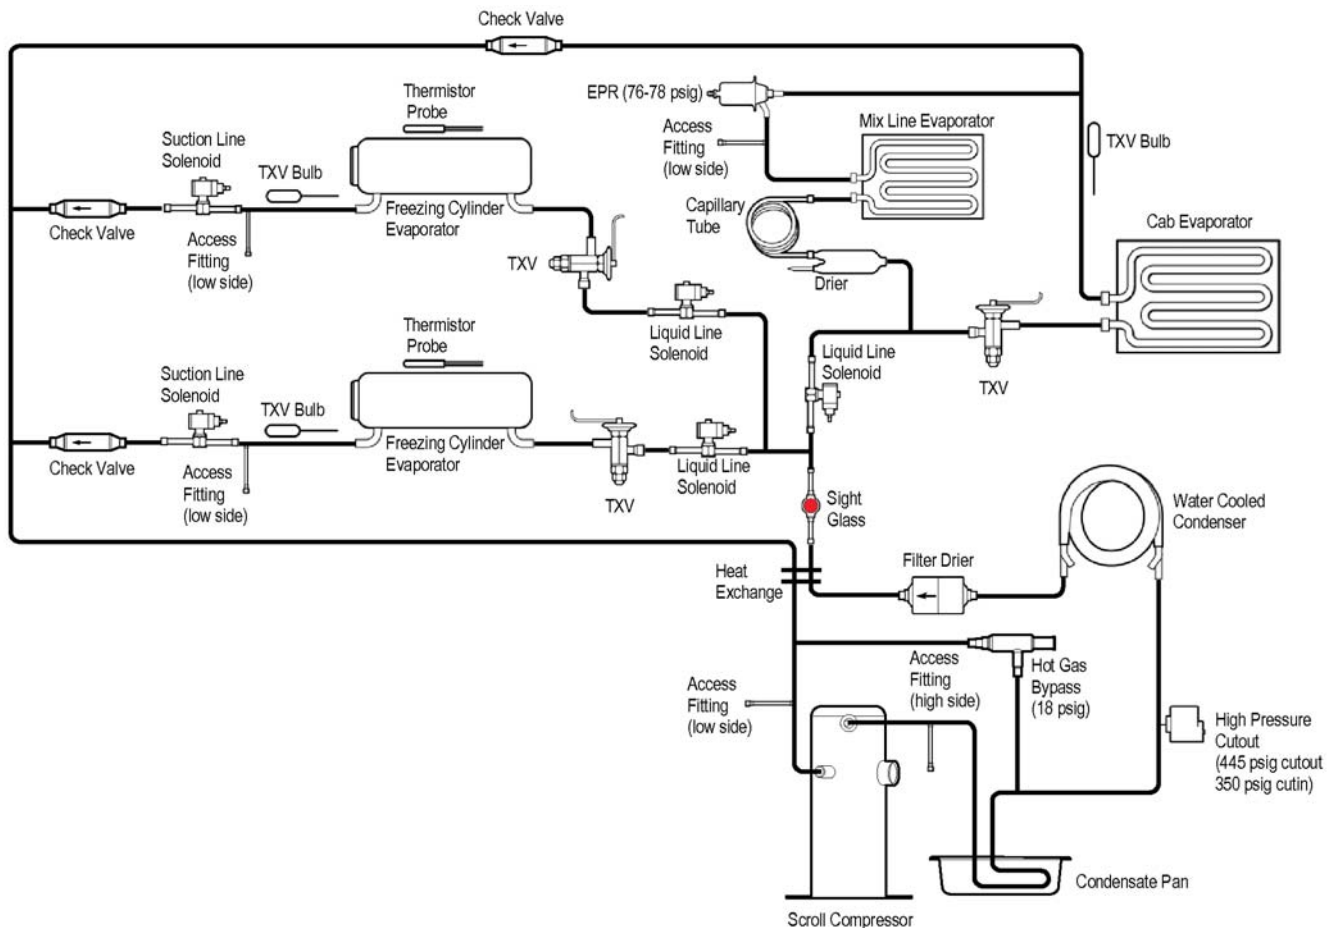 Check Valve
EPR (76-78 psig)
Thermistor
Probe
Mix Line Evaporator
Access
Fitting
(low side)
Suction Line
Solenoid
TXV Bulb
TXV Bulb
Check Valve
Freezing Cylinder
Evaporator
Capillary
Tube
Cab Evaporator
Access
Fitting
(low side)
TXV
Drier
Liquid Line
Solenoid
Thermistor
Probe
Liquid Line
Solenoid
TXV
Suction Line
Solenoid
TXV Bulb
Check Valve
Freezing Cylinder
Evaporator
Access
Fitting
(low side)
Liquid Line
Solenoid
TXV
Sight
Glass
Water Cooled
Condenser
Heat
Exchange
Filter Drier
Access
Fitting
(low side)
Access
Fitting
(high side)
Hot Gas
Bypass
(18 psig)
High Pressure
Cutout
(445 psig cutout
350 psig cutin)
Condensate Pan
Scroll Compressor